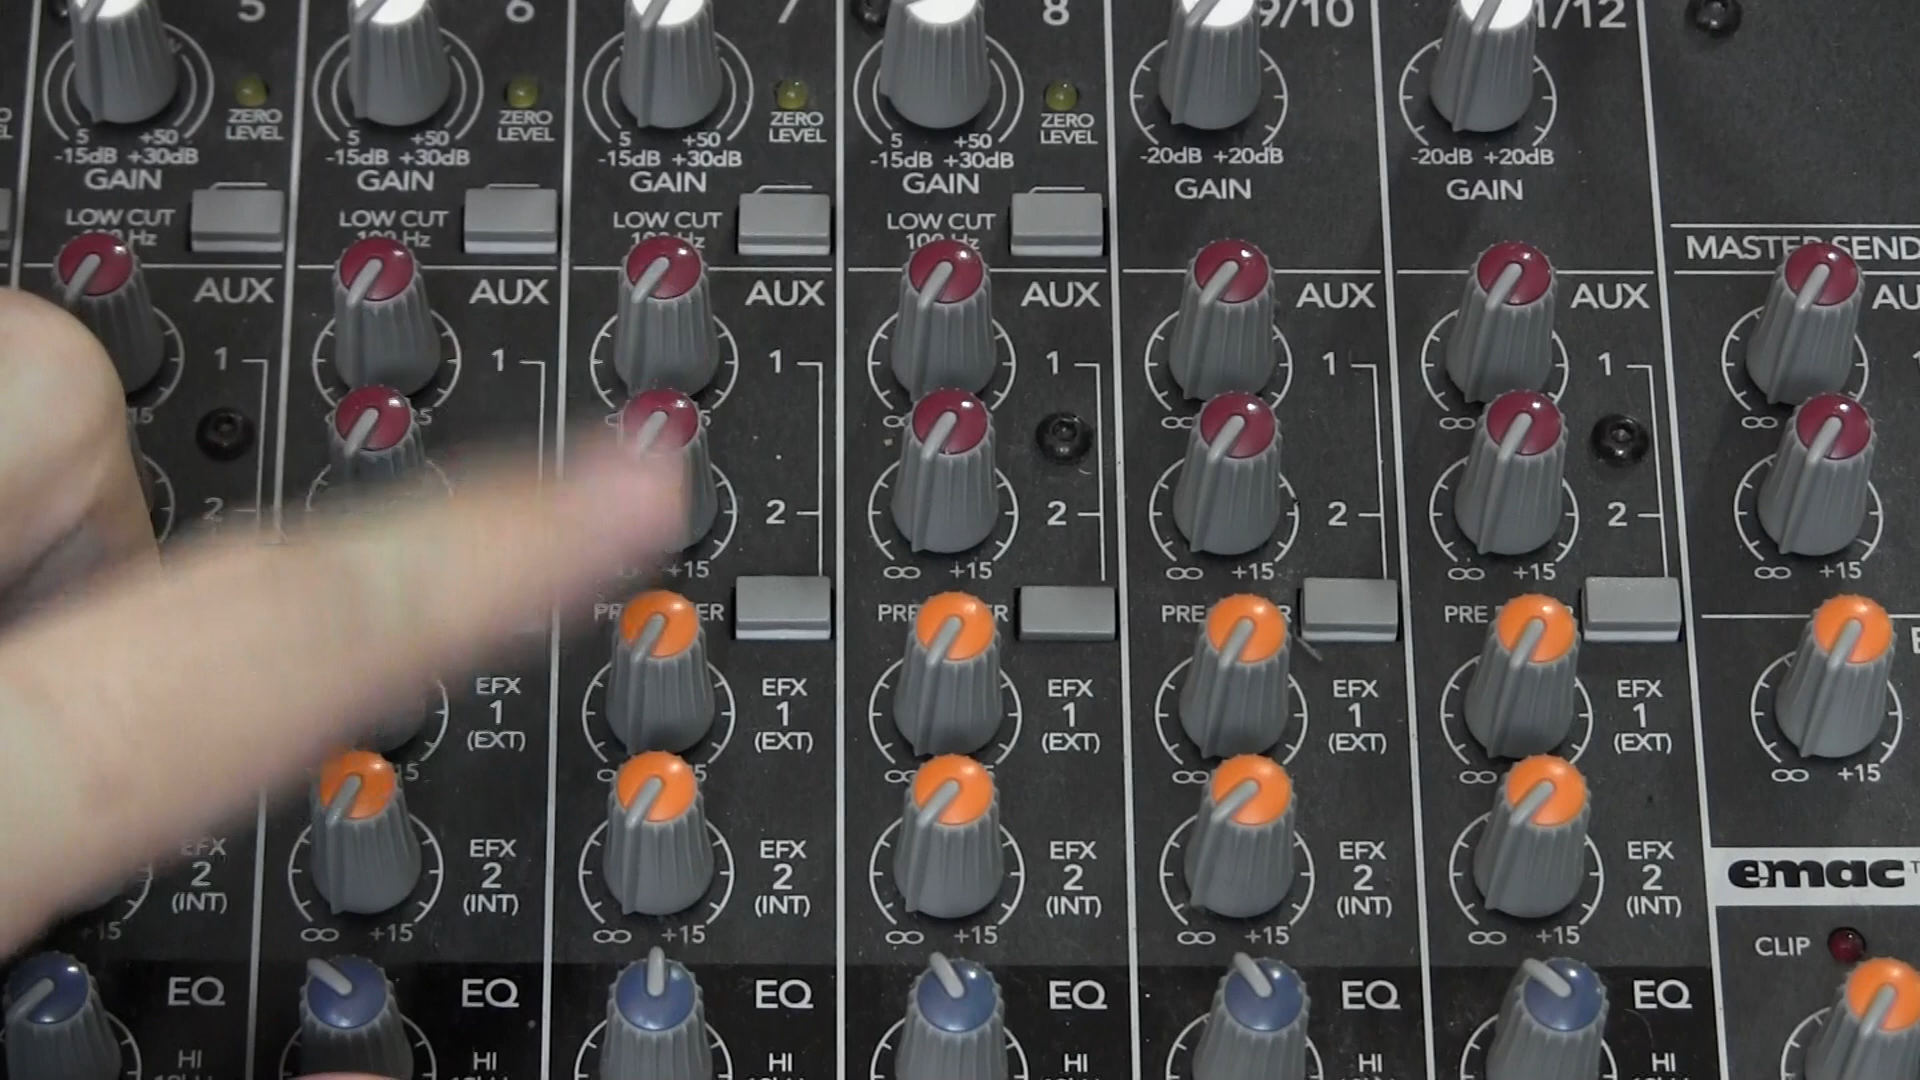 5 6 7 8 9/10 /12
ZERO LEVEL ZERO LEVEL ZERO LEVEL ZERO LEVEL
5 +50 5 +50 5 +50 5 +50
-15dB +30dB -15dB +30dB -15dB +30dB -15dB +30dB -20dB +20dB -20dB +20dB
GAIN GAIN GAIN GAIN GAIN GAIN
LOW CUT LOW CUT LOW CUT LOW CUT
100 Hz
MASTER SEND
AUX AUX AUX AUX AUX AUX
1 1 1 1 1 1
∞ ∞ ∞ ∞
2 2 2 2 2 2
+15 ∞ +15 ∞ +15 ∞ +15 ∞ +15
PRE
EFX EFX EFX EFX EFX
1 1 1 1 1
(EXT) (EXT) (EXT) (EXT) (EXT)
∞ ∞ ∞ ∞ +15
EFX EFX EFX EFX EFX EFX
2 2 2 2 2 2
(INT) (INT) (INT) (INT) (INT) (INT)
emac
+15 ∞ +15 ∞ +15 ∞ +15 ∞ +15 ∞ +15
CLIP
EQ EQ EQ EQ EQ EQ
HI HI HI HI HI HI